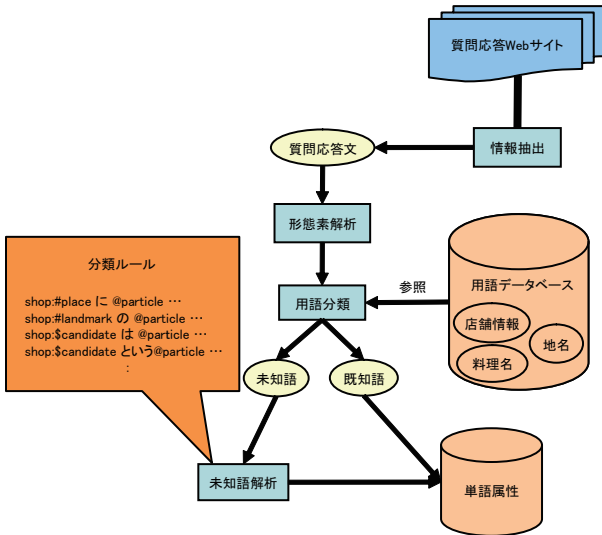 質問応答Webサイト
質問応答文
情報抽出
形態素解析
分類ルール
shop:#place に @particle …
shop:#landmark の @particle …
shop:$candidate は @particle …
shop:$candidate という@particle …
:
用語分類
参照
用語データベース
店舗情報
地名
料理名
未知語
既知語
未知語解析
単語属性